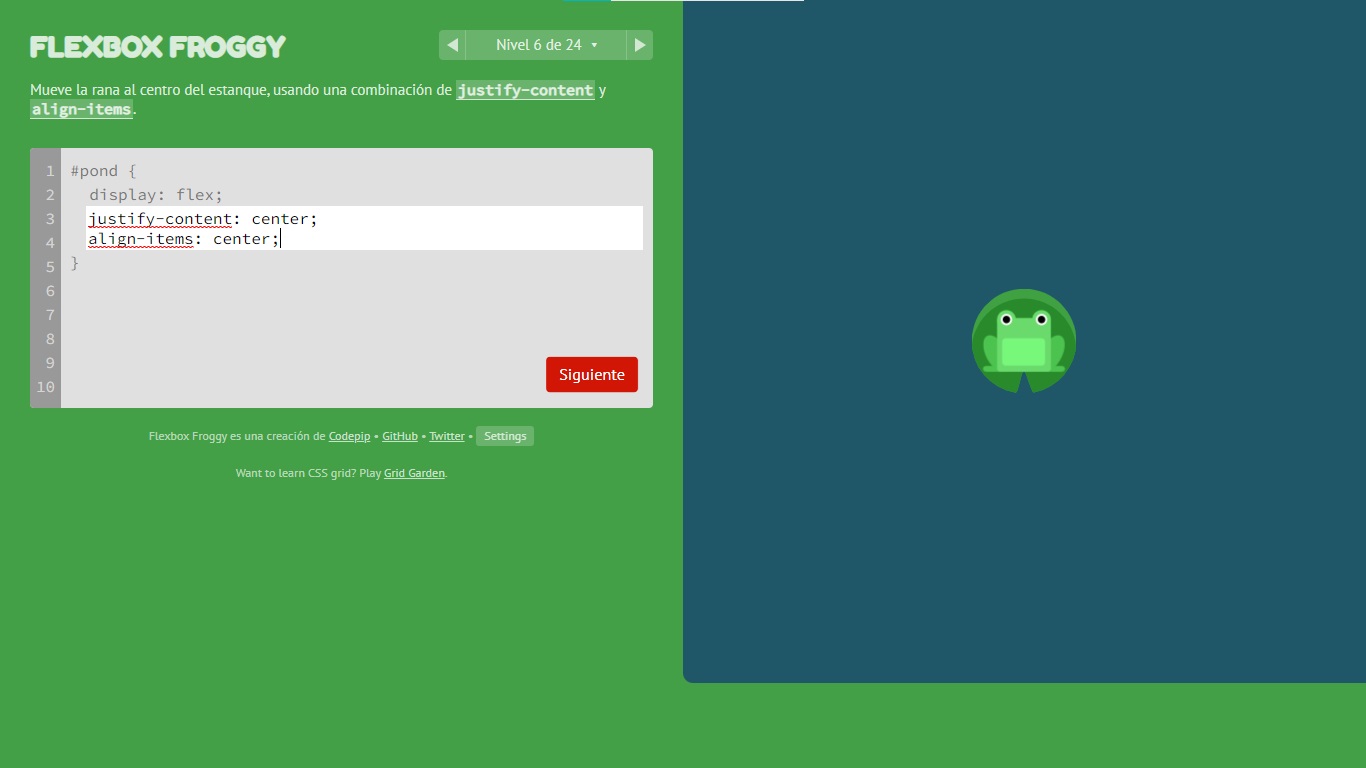 FLEXBOX FROGGY
Nivel 6 de 24
Mueve la rana al centro del estanque, usando una combinación de justify-content y
align-items.
1 #pond {
2 display: flex;
3 justify-content: center;
4 align-items: center;
5 }
6
7
8
9
10
Siguiente
Flexbox Froggy es una creación de Codepip • GitHub • Twitter • Settings
Want to learn CSS grid? Play Grid Garden.